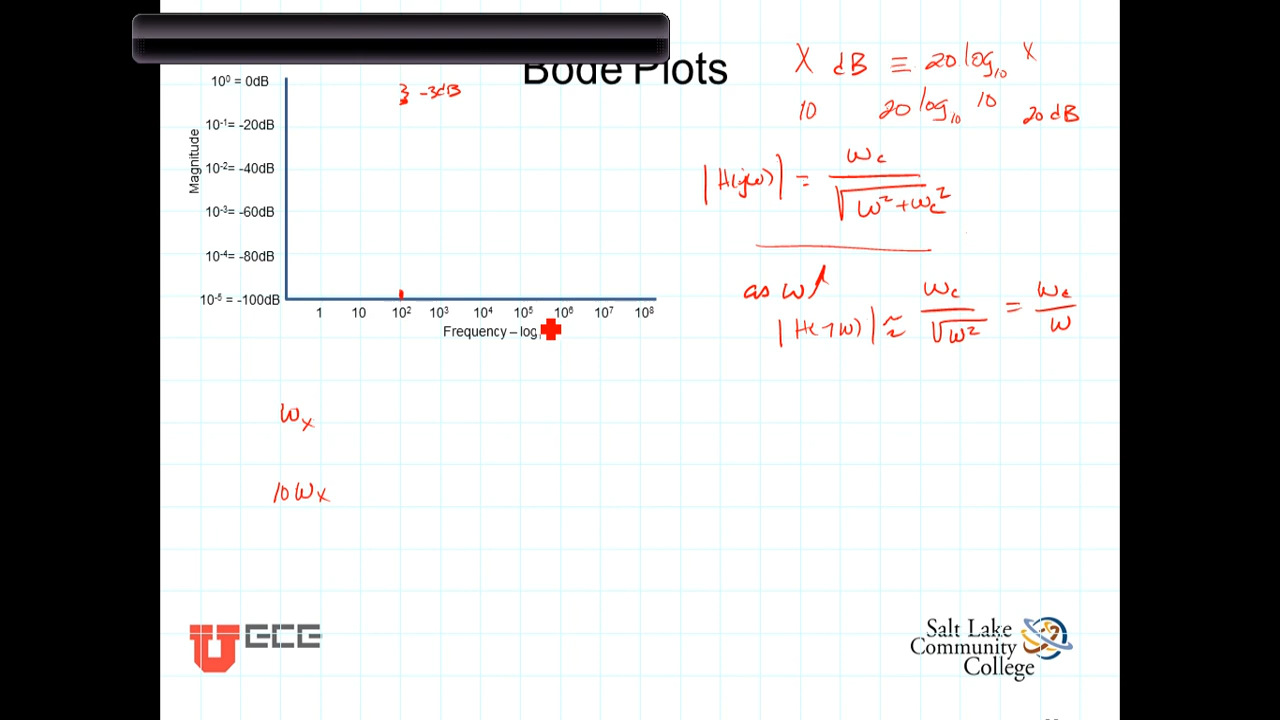 Bode Plots
10⁰ = 0dB
10⁻¹= -20dB
10⁻²= -40dB
10⁻³= -60dB
10⁻⁴= -80dB
10⁻⁵ = -100dB
Magnitude
1 10 10² 10³ 10⁴ 10⁵ 10⁶ 10⁷ 10⁸
Frequency – log
} -3dB
X dB ≡ 20 log₁₀ X
10 20 log₁₀ 10 20 dB
|H(jω)| = ω_c / √(ω² + ω_c²)
as ω↑
|H(jω)| ≈ ω_c / √ω² = ω_c / ω
ω_x
10ω_x
U ECE
Salt Lake
Community
College